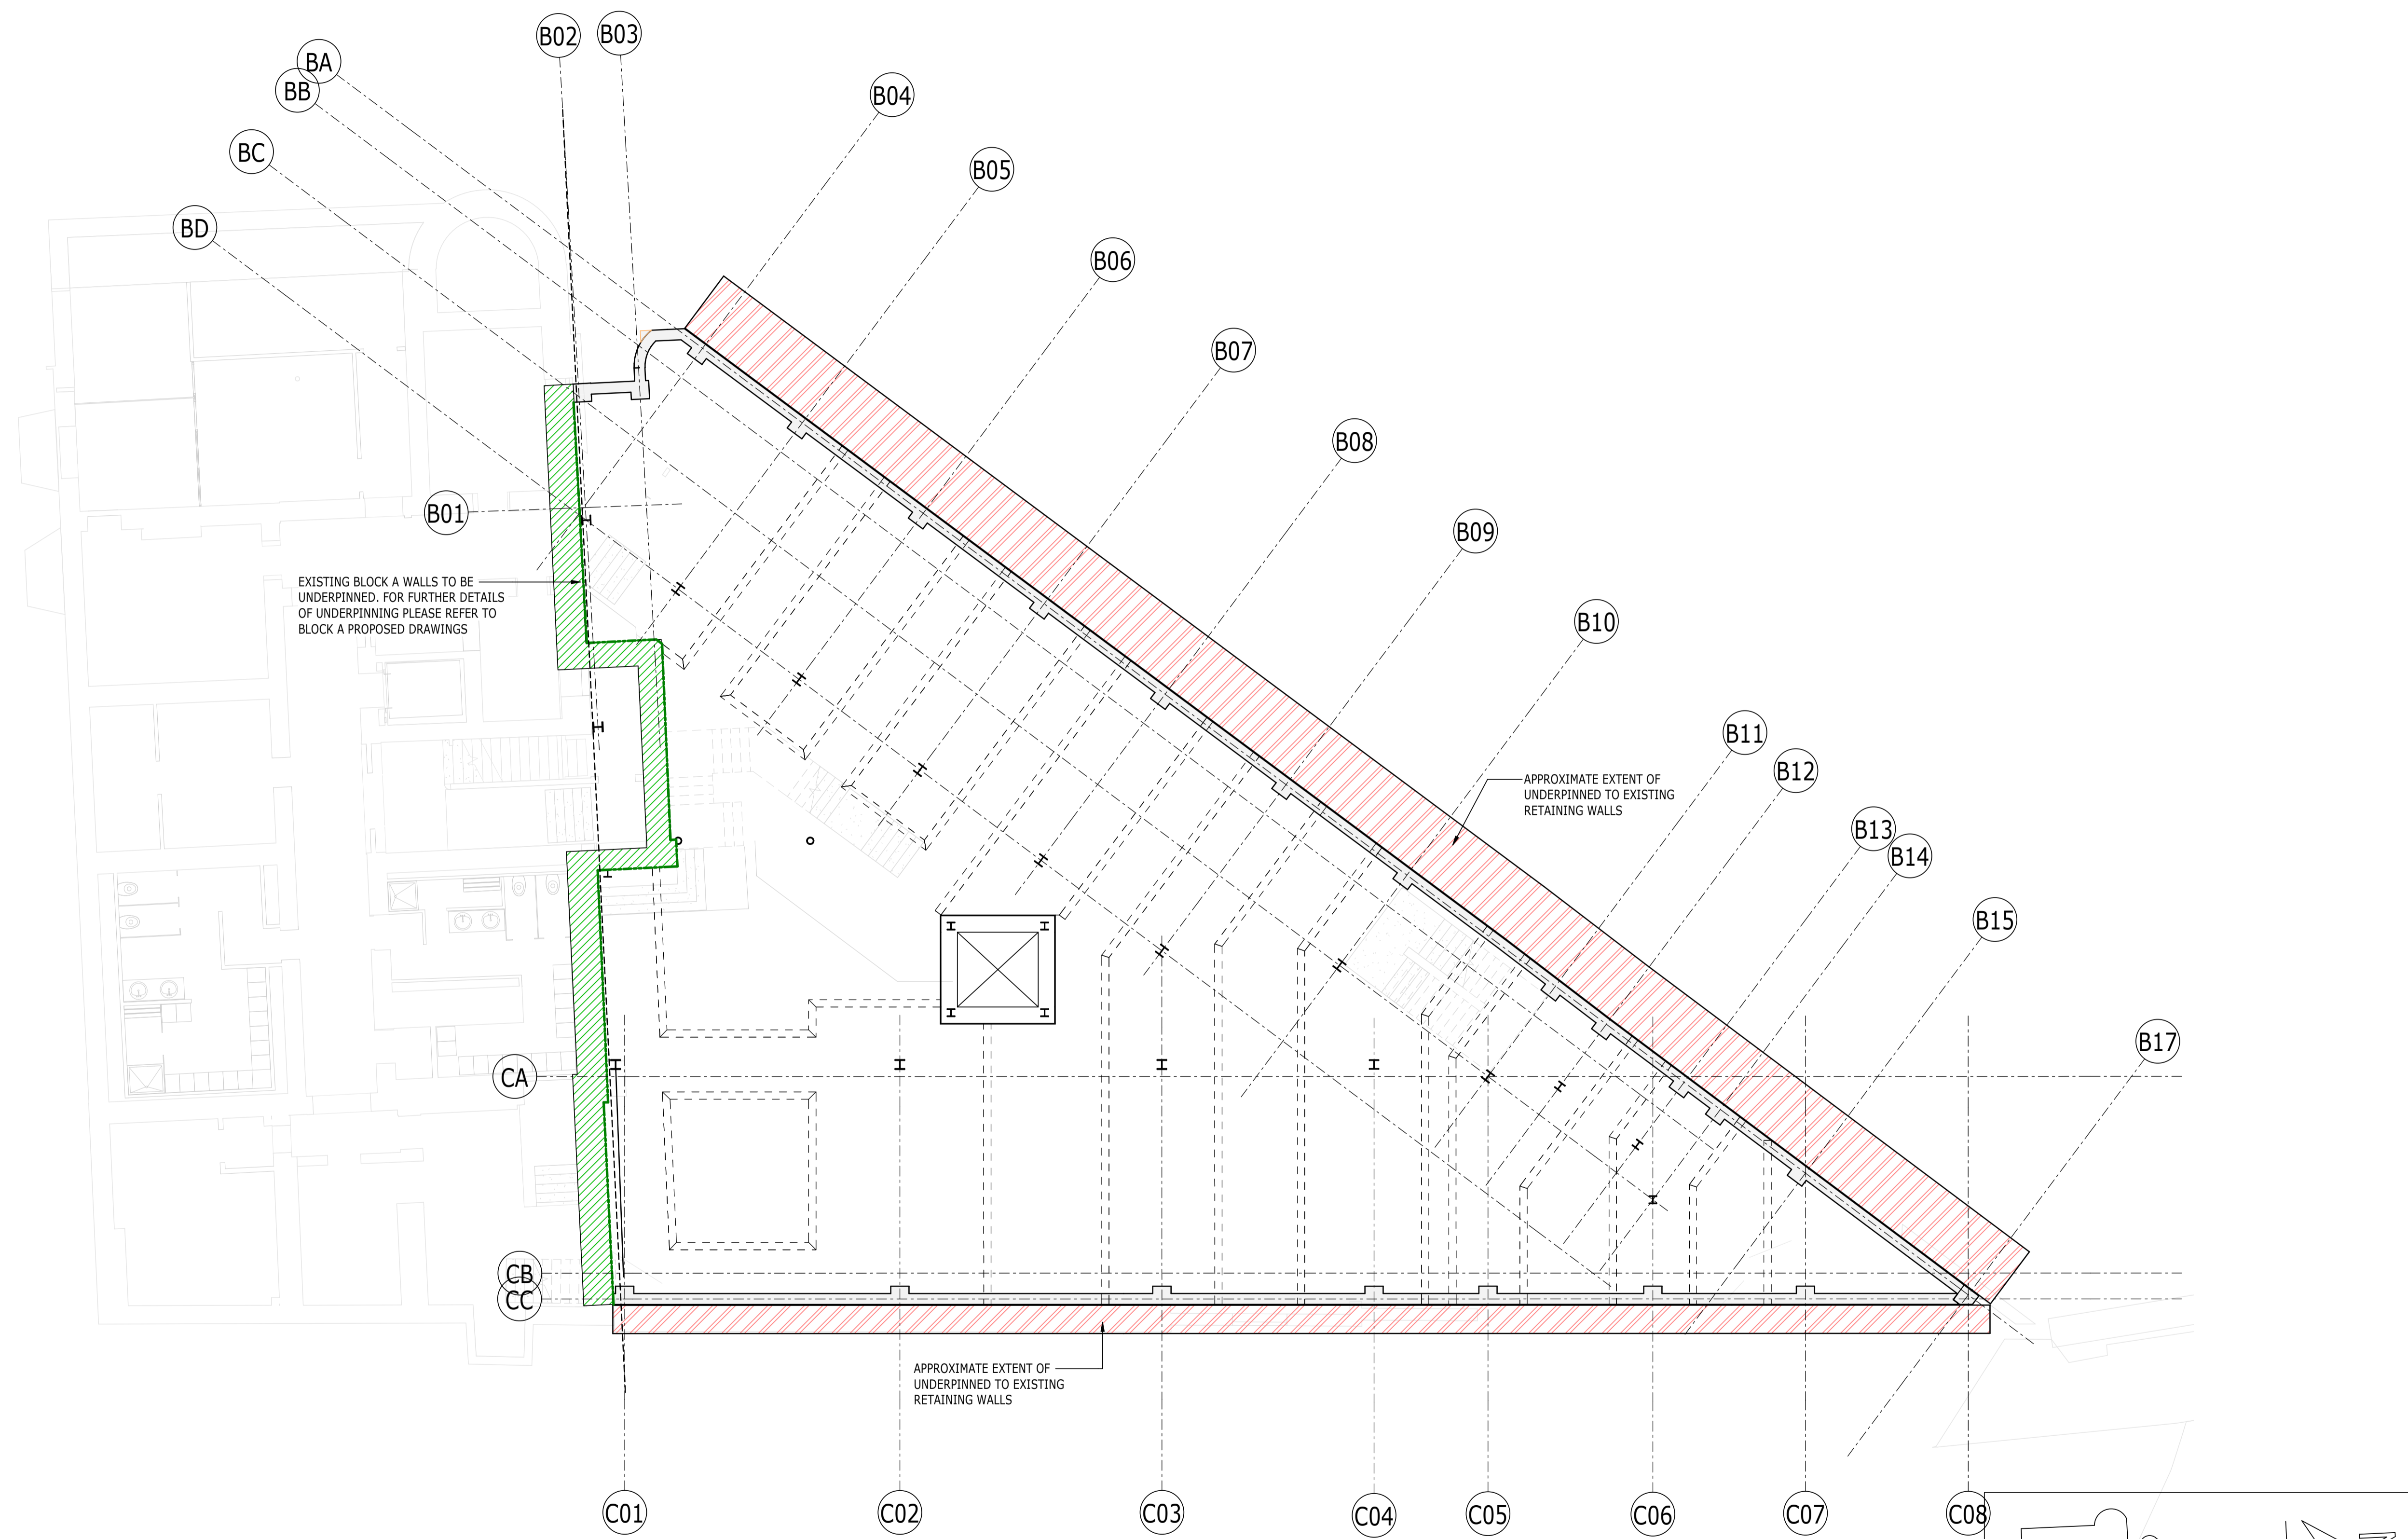 B02
B03
BA
BB
B04
BC
B05
BD
B06
B07
B08
B01
B09
EXISTING BLOCK A WALLS TO BE
UNDERPINNED. FOR FURTHER DETAILS
OF UNDERPINNING PLEASE REFER TO
BLOCK A PROPOSED DRAWINGS
B10
B11
B12
APPROXIMATE EXTENT OF
UNDERPINNED TO EXISTING
RETAINING WALLS
B13
B14
B15
B17
CA
CB
CC
APPROXIMATE EXTENT OF
UNDERPINNED TO EXISTING
RETAINING WALLS
C01
C02
C03
C04
C05
C06
C07
C08